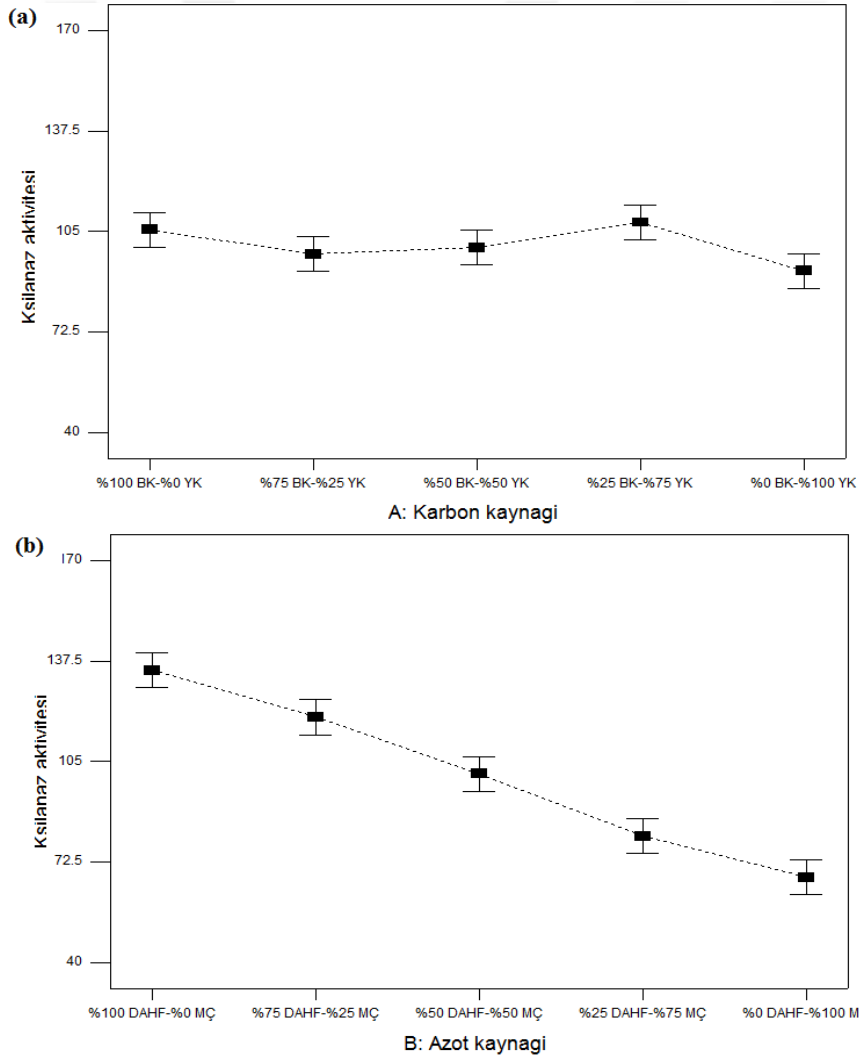 (a)
170
137.5
105
72.5
40
Ksilanaz aktivitesi
%100 BK-%0 YK %75 BK-%25 YK %50 BK-%50 YK %25 BK-%75 YK %0 BK-%100 YK
A: Karbon kaynagi
(b)
170
137.5
105
72.5
40
Ksilanaz aktivitesi
%100 DAHF-%0 MÇ %75 DAHF-%25 MÇ %50 DAHF-%50 MÇ %25 DAHF-%75 MÇ %0 DAHF-%100 M
B: Azot kaynagi